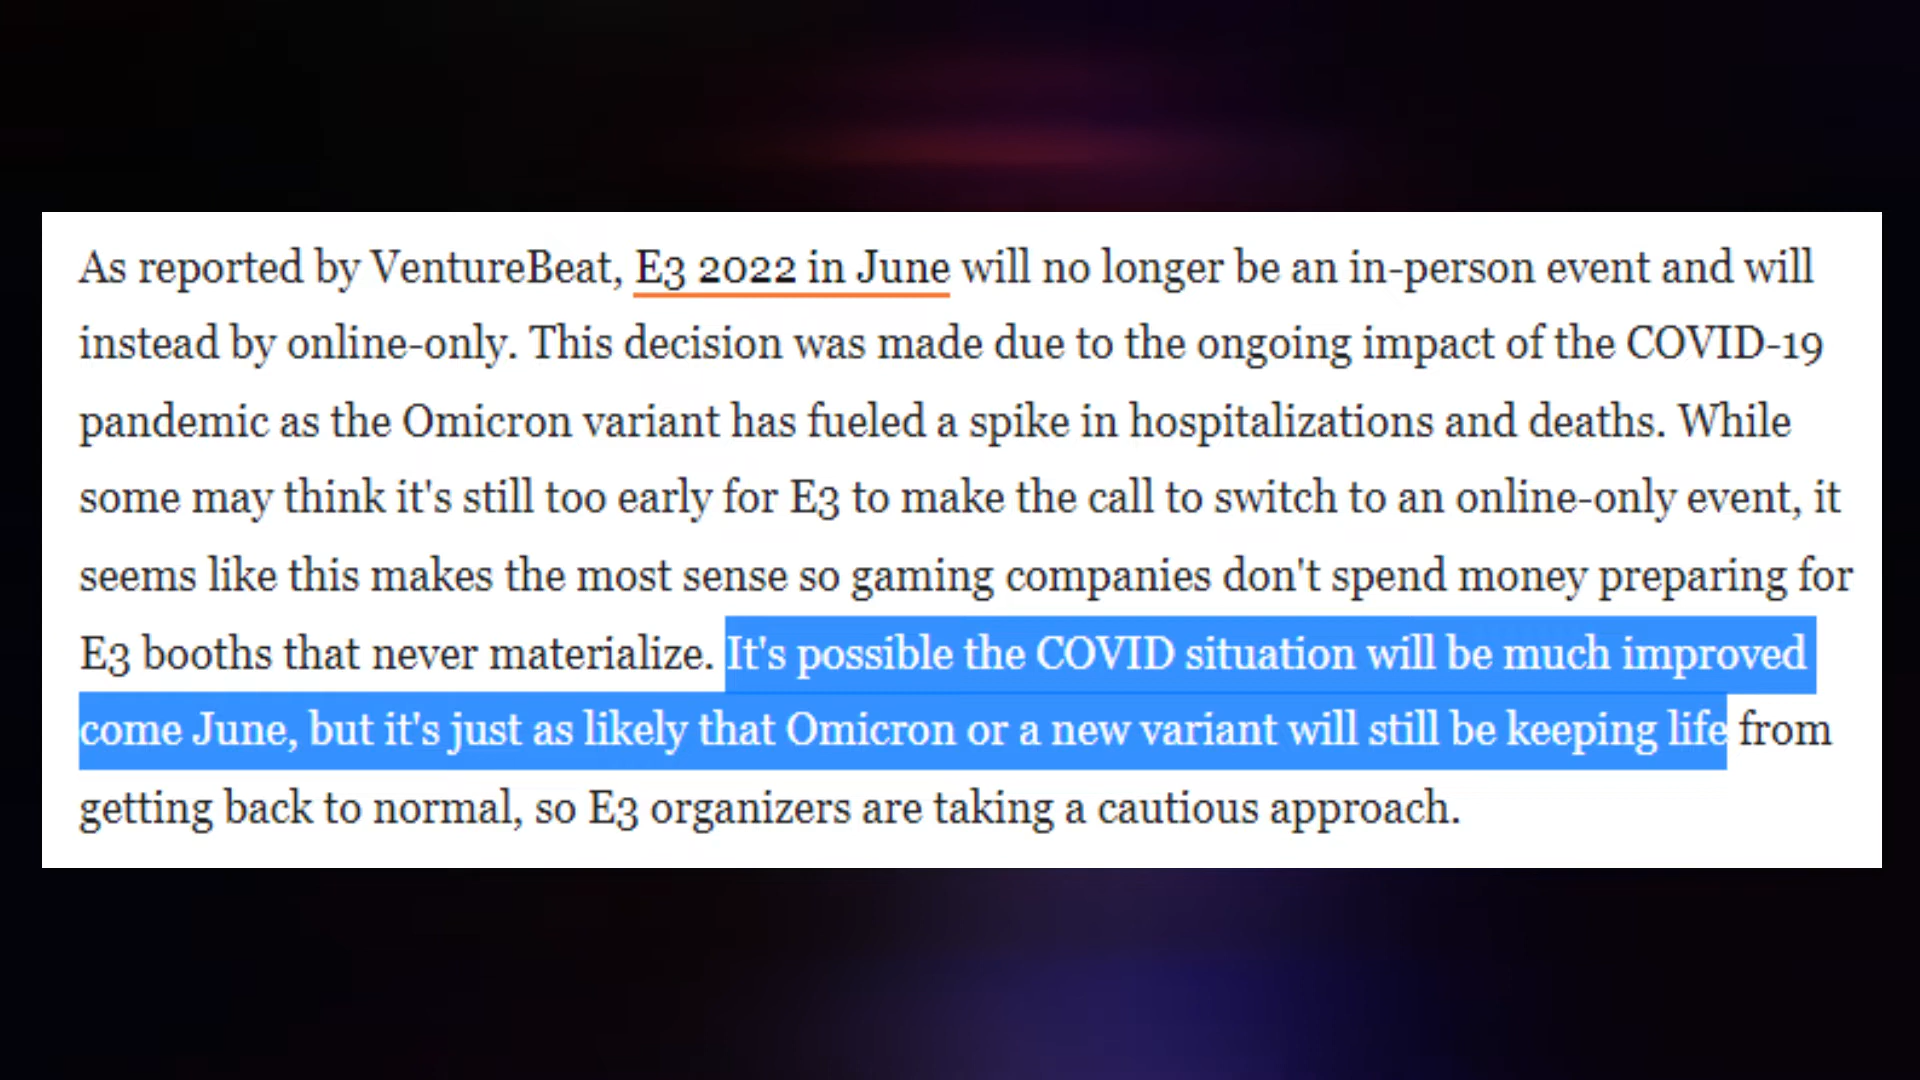 As reported by VentureBeat, E3 2022 in June will no longer be an in-person event and will
instead by online-only. This decision was made due to the ongoing impact of the COVID-19
pandemic as the Omicron variant has fueled a spike in hospitalizations and deaths. While
some may think it's still too early for E3 to make the call to switch to an online-only event, it
seems like this makes the most sense so gaming companies don't spend money preparing for
E3 booths that never materialize. It's possible the COVID situation will be much improved
come June, but it's just as likely that Omicron or a new variant will still be keeping life from
getting back to normal, so E3 organizers are taking a cautious approach.